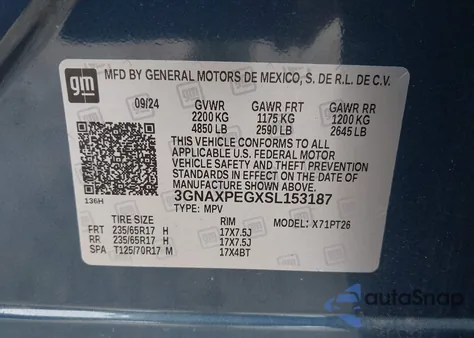 gm MFD BY GENERAL MOTORS DE MEXICO, S. DE R.L. DE C.V.
09/24 GVWR GAWR FRT GAWR RR
2200 KG 1175 KG 1200 KG
4850 LB 2590 LB 2645 LB
THIS VEHICLE CONFORMS TO ALL
APPLICABLE U.S. FEDERAL MOTOR
VEHICLE SAFETY AND THEFT PREVENTION
STANDARDS IN EFFECT ON THE DATE OF
MANUFACTURE SHOWN ABOVE.
136H 3GNAXPEGXSL153187
TYPE: MPV MODEL: X71PT26
TIRE SIZE RIM
FRT 235/65R17 H 17X7.5J
RR 235/65R17 H 17X7.5J
SPA T125/70R17 M 17X4BT
autoSnap